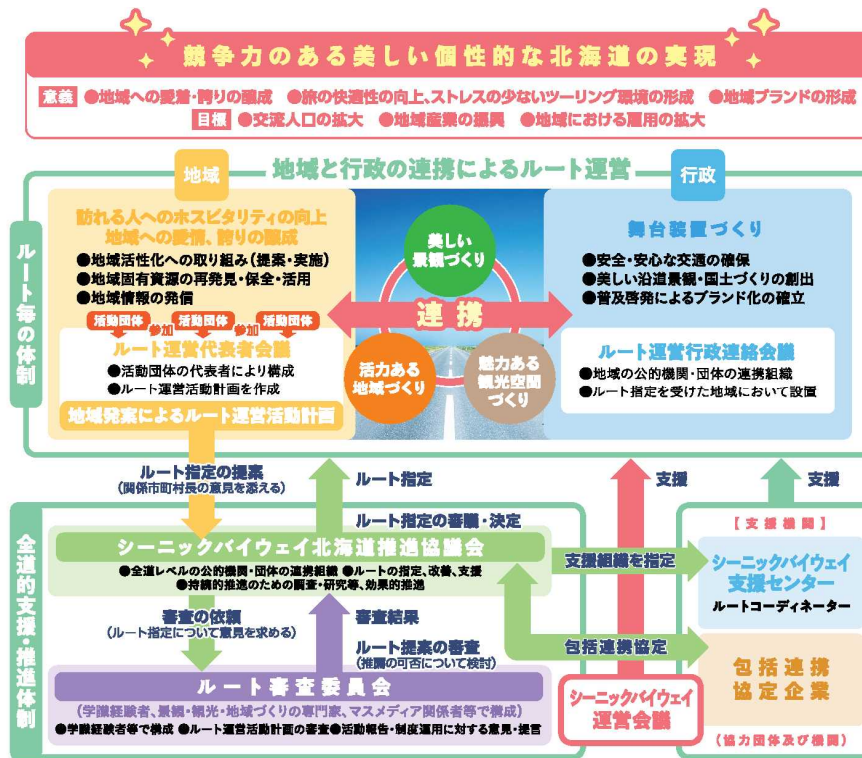 競争力のある美しい個性的な北海道の実現
意義 ●地域への愛着・誇りの醸成 ●旅の快適性の向上、ストレスの少ないツーリング環境の形成 ●地域ブランドの形成
目標 ●交流人口の拡大 ●地域産業の振興 ●地域における雇用の拡大
地域と行政の連携によるルート運営
ルート毎の体制
地域
訪れる人へのホスピタリティの向上
地域への愛情、誇りの醸成
●地域活性化への取り組み(提案・実施)
●地域固有資源の再発見・保全・活用
●地域情報の発信
活動団体 参加 活動団体 参加 活動団体
ルート運営代表者会議
●活動団体の代表者により構成
●ルート運営活動計画を作成
地域発案によるルート運営活動計画
美しい
景観づくり
連携
活力ある
地域づくり
魅力ある
観光空間
づくり
行政
舞台装置づくり
●安全・安心な交通の確保
●美しい沿道景観・国土づくりの創出
●普及啓発によるブランド化の確立
ルート運営行政連絡会議
●地域の公的機関・団体の連携組織
●ルート指定を受けた地域において設置
ルート指定の提案
(関係市町村長の意見を添える)
ルート指定
支援
支援
全道的支援・推進体制
ルート指定の審議・決定
シーニックバイウェイ北海道推進協議会
●全道レベルの公的機関・団体の連携組織 ●ルートの指定、改善、支援
●持続的推進のための調査・研究等、効果的推進
審査の依頼
(ルート指定について意見を求める)
審査結果
ルート提案の審査
(推薦の可否について検討)
ルート審査委員会
(学識経験者、景観・観光・地域づくりの専門家、マスメディア関係者等で構成)
●学識経験者等で構成 ●ルート運営活動計画の審査●活動報告・制度運用に対する意見・提言
支援組織を指定
包括連携協定
シーニックバイウェイ
運営会議
【支援機関】
シーニックバイウェイ
支援センター
ルートコーディネーター
包括連携
協定企業
(協力団体及び機関)